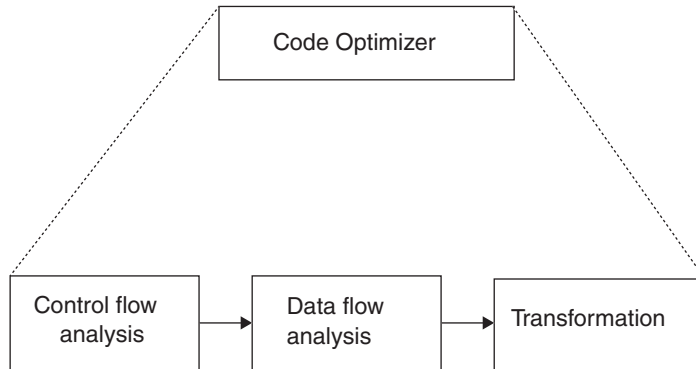 Code Optimizer
Control flow
analysis
Data flow
analysis
Transformation